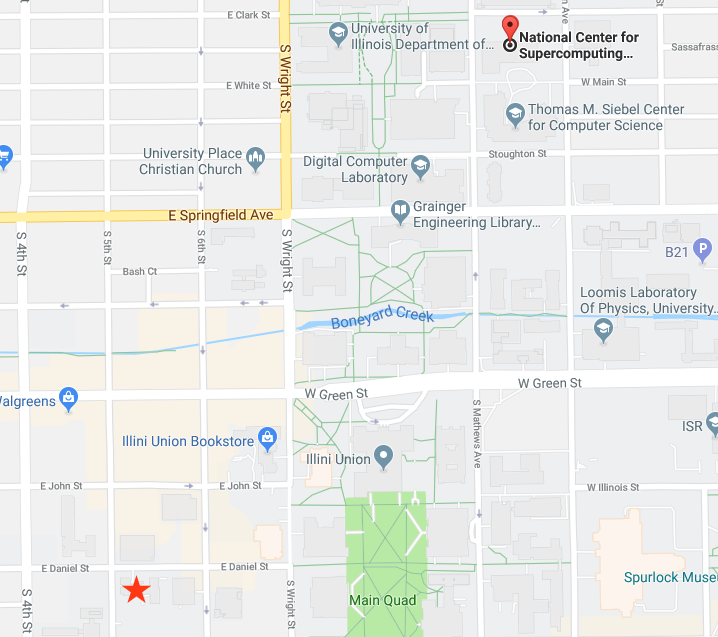 E Clark St
University of
Illinois Department of...
National Center for
Supercomputing...
Sassafras
S Wright St
E White St
W Main St
Thomas M. Siebel Center
for Computer Science
University Place
Christian Church
Digital Computer
Laboratory
Stoughton St
E Springfield Ave
Grainger
Engineering Library...
S 4th St
S 5th St
S 6th St
S Wright St
B21
Bash Ct
Loomis Laboratory
Of Physics, University...
Boneyard Creek
W Green St
W Green St
Walgreens
S Mathews Ave
Illini Union Bookstore
Illini Union
ISR
E John St
E John St
W Illinois St
E Daniel St
E Daniel St
Spurlock Museu
S 4th St
S Wright St
Main Quad